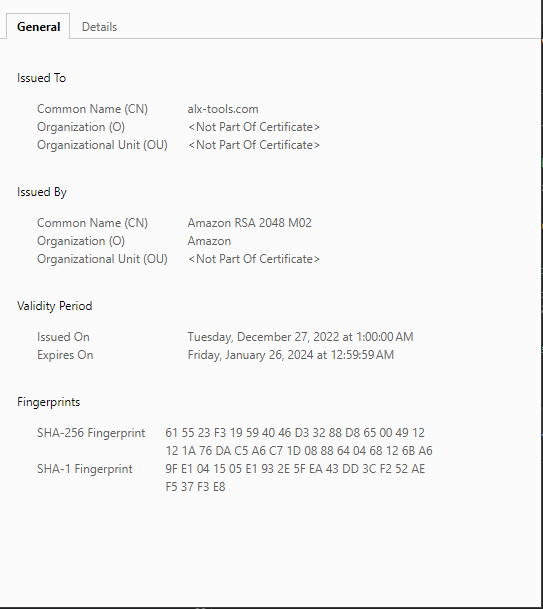 General Details
Issued To
Common Name (CN) alx-tools.com
Organization (O) <Not Part Of Certificate>
Organizational Unit (OU) <Not Part Of Certificate>
Issued By
Common Name (CN) Amazon RSA 2048 M02
Organization (O) Amazon
Organizational Unit (OU) <Not Part Of Certificate>
Validity Period
Issued On Tuesday, December 27, 2022 at 1:00:00 AM
Expires On Friday, January 26, 2024 at 12:59:59 AM
Fingerprints
SHA-256 Fingerprint 61 55 23 F3 19 59 40 46 D3 32 88 D8 65 00 49 12
12 1A 76 DA C5 A6 C7 1D 08 88 64 04 68 12 6B A6
SHA-1 Fingerprint 9F E1 04 15 05 E1 93 2E 5F EA 43 DD 3C F2 52 AE
F5 37 F3 E8